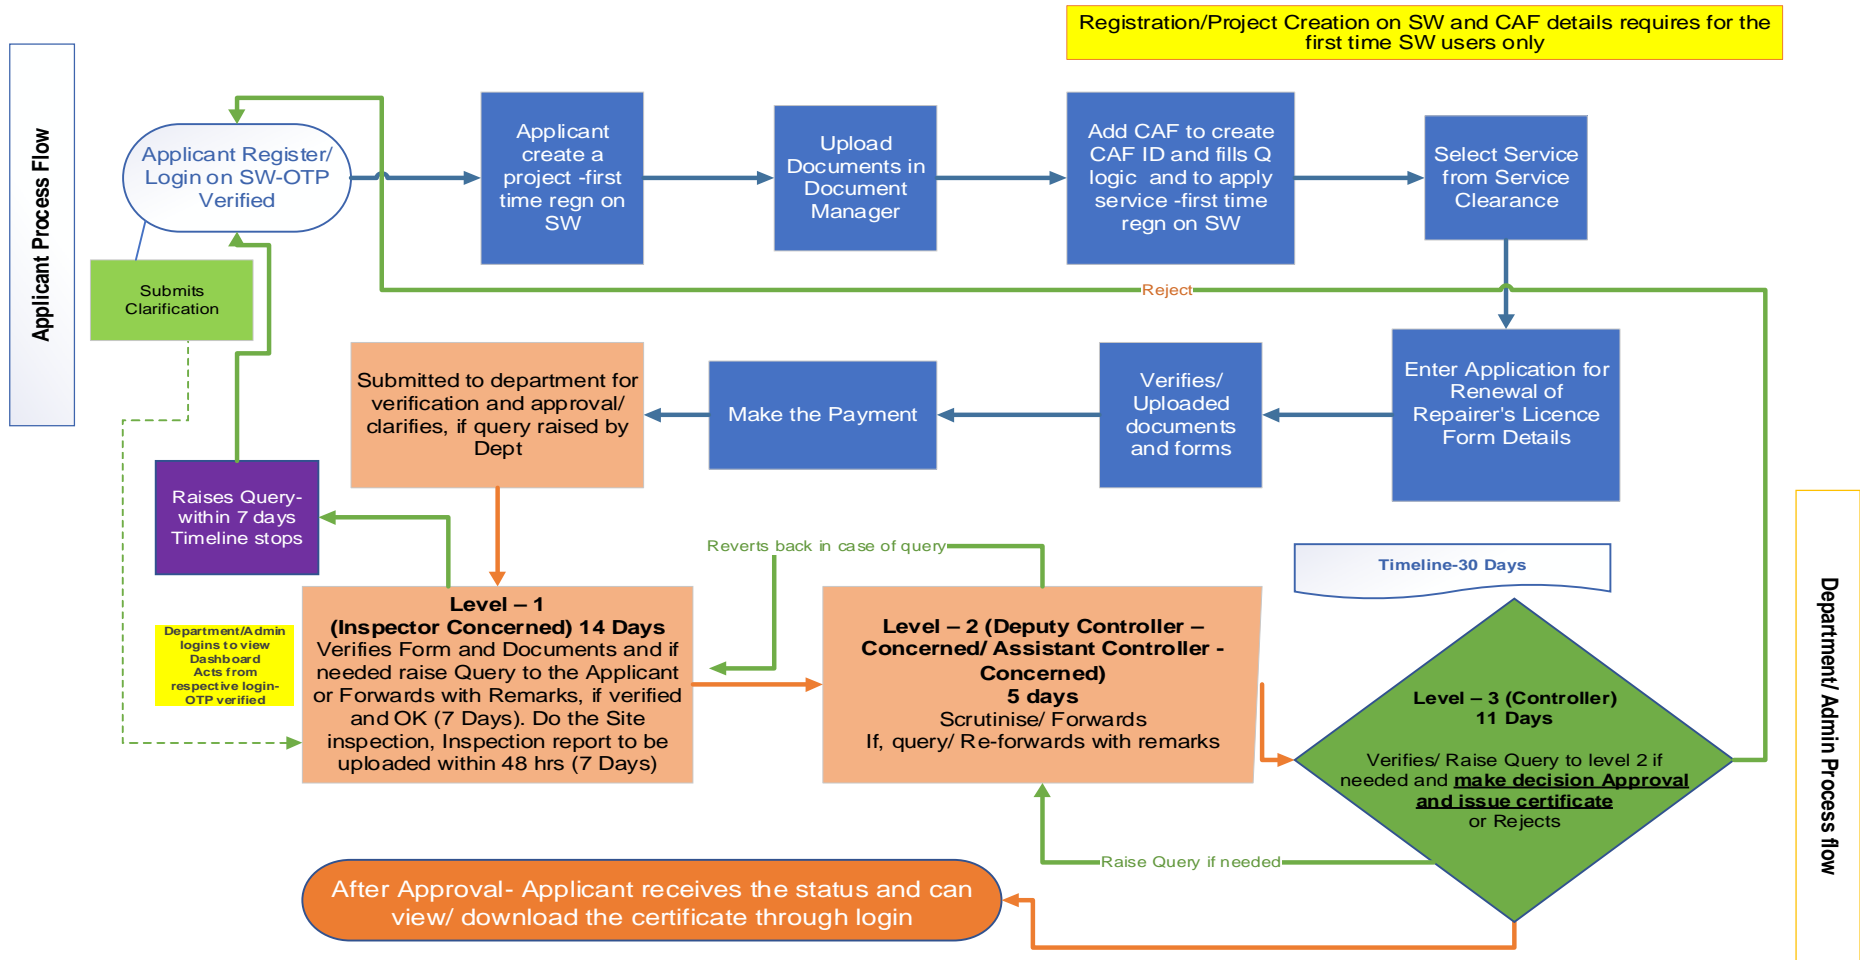 Registration/Project Creation on SW and CAF details requires for the
first time SW users only
Applicant Process Flow
Applicant Register/
Login on SW-OTP
Verified
Applicant
create a
project -first
time regn on
SW
Upload
Documents in
Document
Manager
Add CAF to create
CAF ID and fills Q
logic and to apply
service -first time
regn on SW
Select Service
from Service
Clearance
Submits
Clarification
Reject
Submitted to department for
verification and approval/
clarifies, if query raised by
Dept
Make the Payment
Verifies/
Uploaded
documents
and forms
Enter Application for
Renewal of
Repairer's Licence
Form Details
Raises Query-
within 7 days
Timeline stops
Reverts back in case of query
Timeline-30 Days
Department/Admin
logins to view
Dashboard
Acts from
respective login-
OTP verified
Level – 1
(Inspector Concerned) 14 Days
Verifies Form and Documents and if
needed raise Query to the Applicant
or Forwards with Remarks, if verified
and OK (7 Days). Do the Site
inspection, Inspection report to be
uploaded within 48 hrs (7 Days)
Level – 2 (Deputy Controller –
Concerned/ Assistant Controller -
Concerned)
5 days
Scrutinise/ Forwards
If, query/ Re-forwards with remarks
Level – 3 (Controller)
11 Days
Verifies/ Raise Query to level 2 if
needed and make decision Approval
and issue certificate
or Rejects
Department/ Admin Process flow
Raise Query if needed
After Approval- Applicant receives the status and can
view/ download the certificate through login